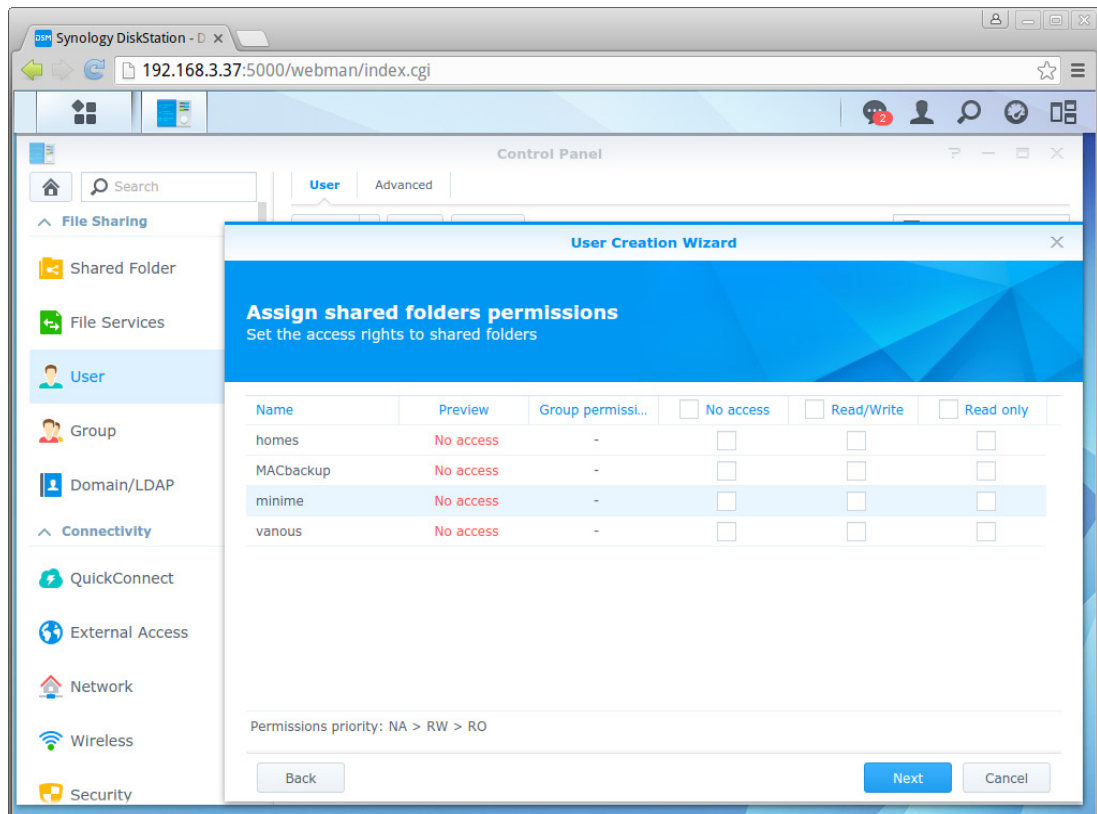 Synology DiskStation - D
192.168.3.37:5000/webman/index.cgi
2
Control Panel
Search
User Advanced
File Sharing
Shared Folder
File Services
User
Group
Domain/LDAP
Connectivity
QuickConnect
External Access
Network
Wireless
Security
User Creation Wizard
Assign shared folders permissions
Set the access rights to shared folders
Name Preview Group permissi... No access Read/Write Read only
homes No access -
MACbackup No access -
minime No access -
vanous No access -
Permissions priority: NA > RW > RO
Back Next Cancel